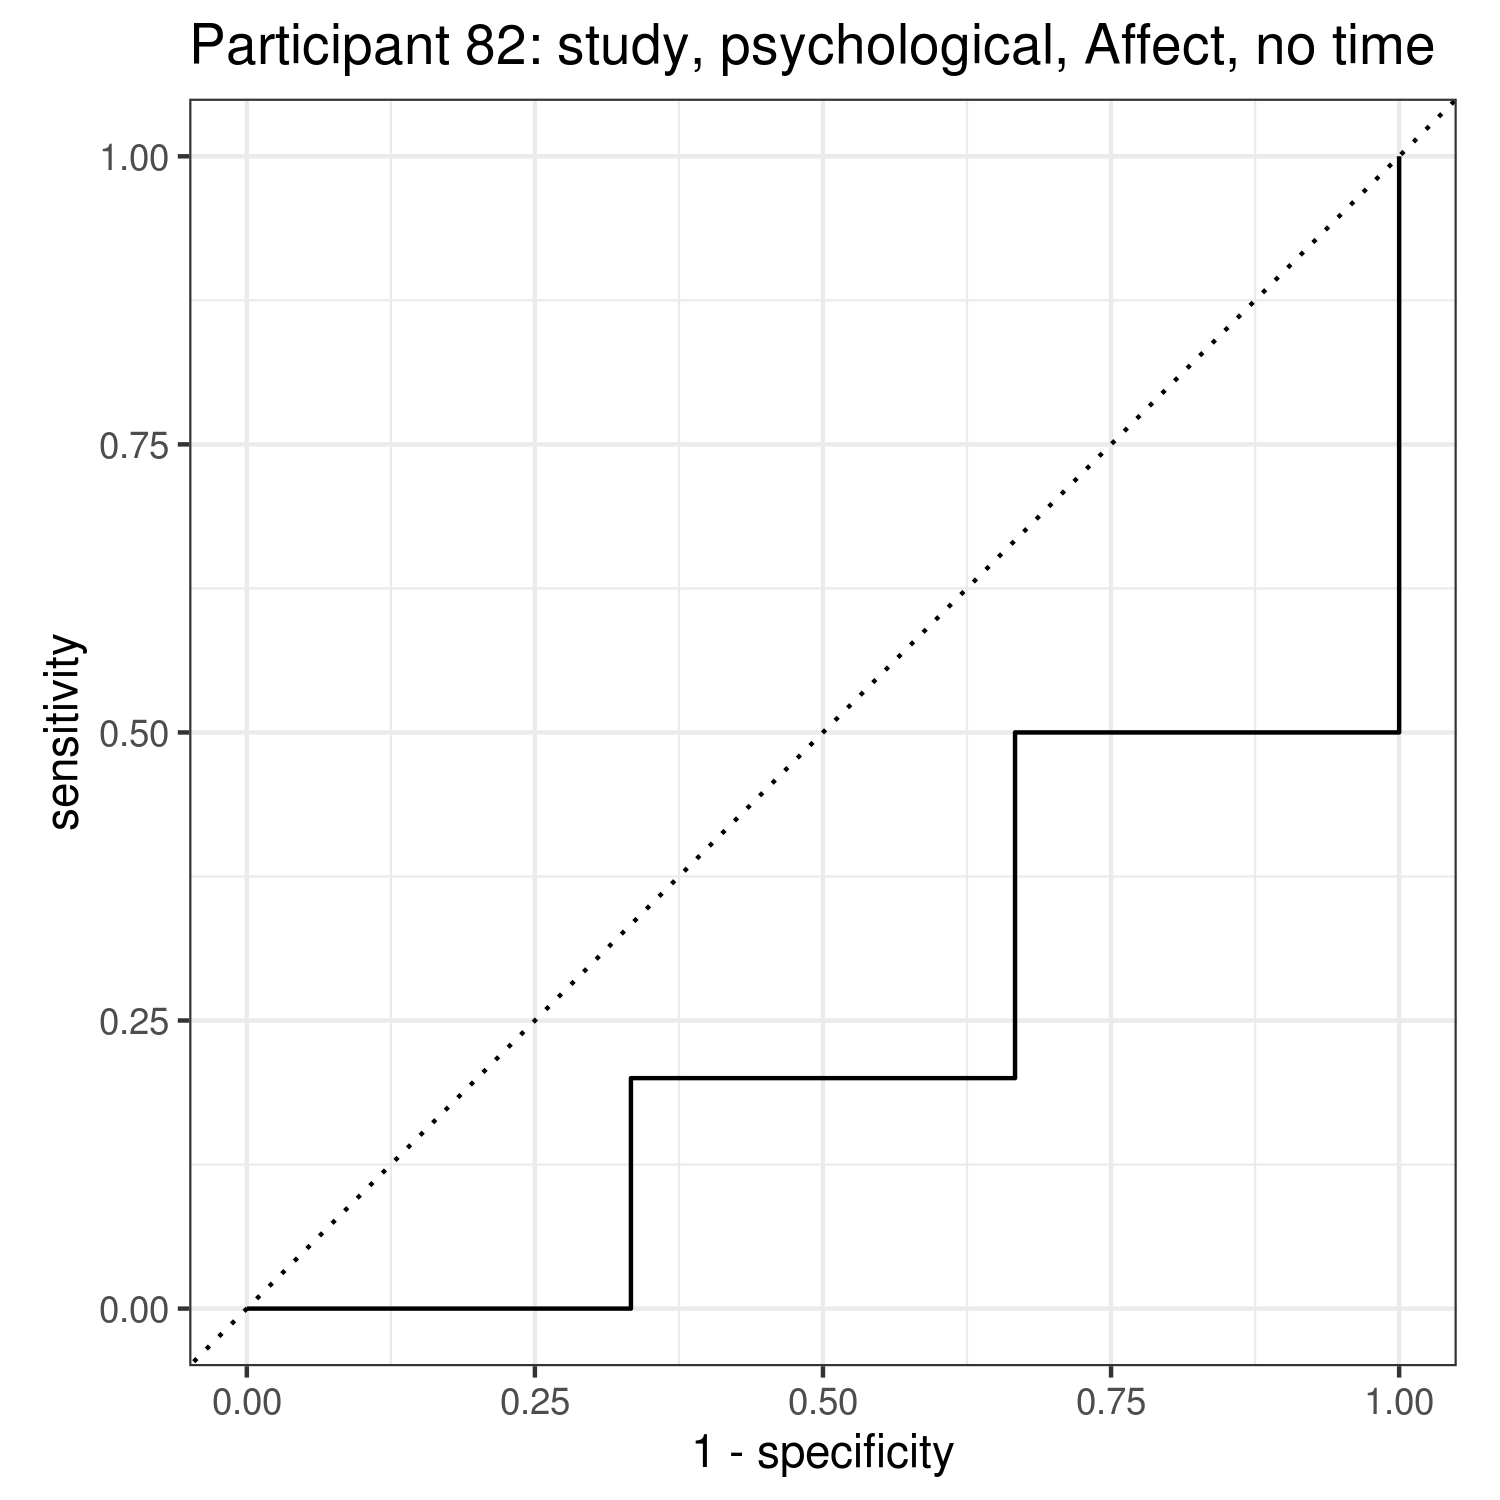 Participant 82: study, psychological, Affect, no time
1.00
0.75
0.50
0.25
0.00
sensitivity
0.00 0.25 0.50 0.75 1.00
1 - specificity